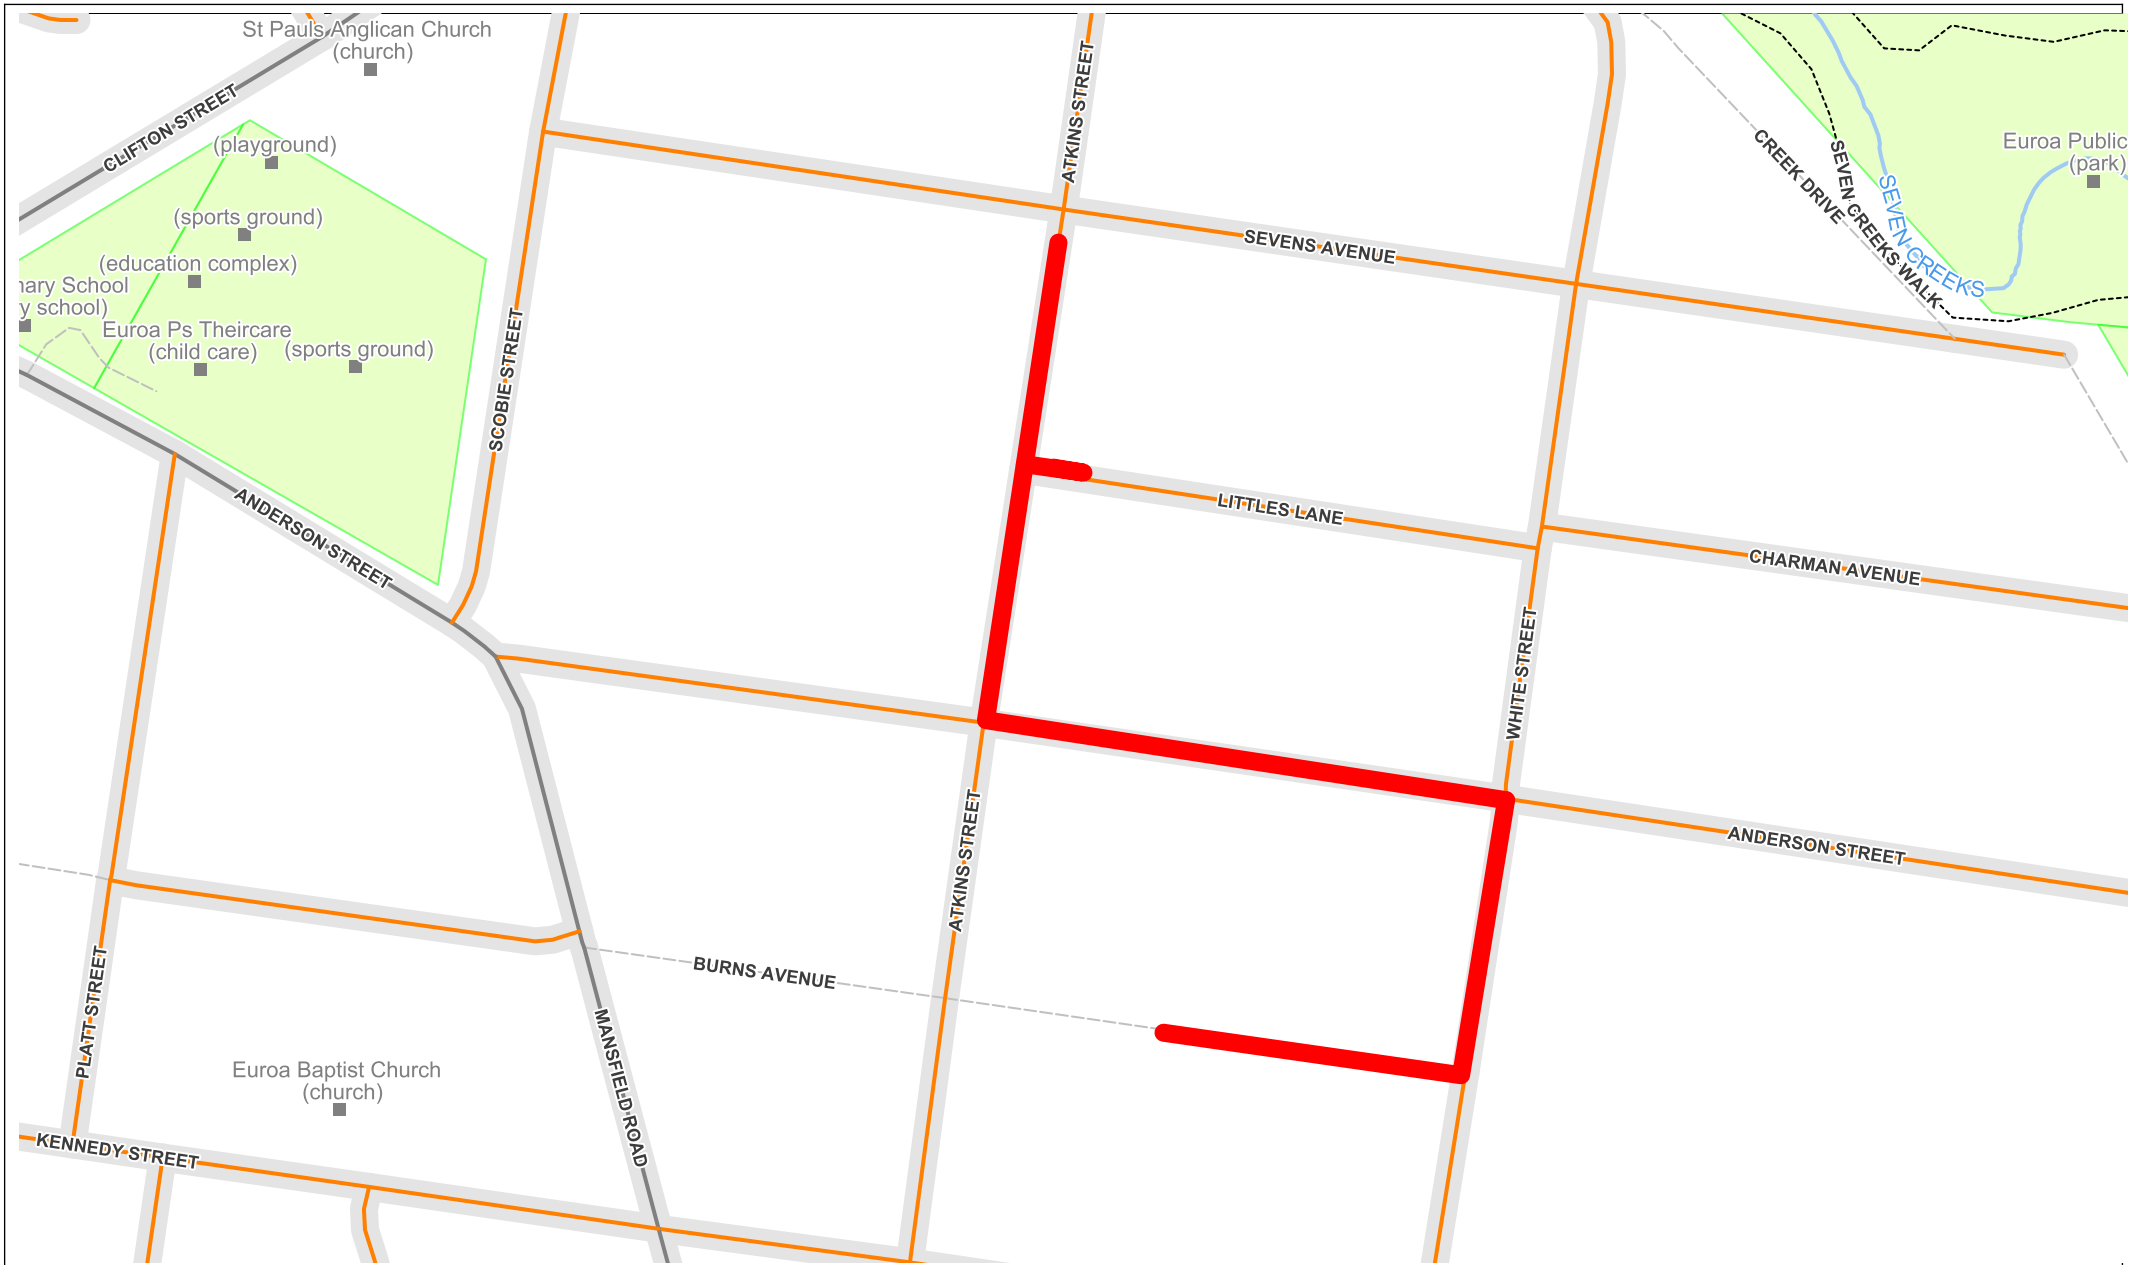 St Pauls Anglican Church
(church)
CLIFTON STREET
ATKINS STREET
(playground)
(sports ground)
(education complex)
nary School
y school)
Euroa Ps Theircare
(child care)
(sports ground)
SCOBIE STREET
SEVENS AVENUE
CREEK DRIVE
SEVEN CREEKS WALK
SEVEN CREEKS
Euroa Public
(park)
ANDERSON STREET
LITTLES LANE
CHARMAN AVENUE
WHITE STREET
ATKINS STREET
ANDERSON STREET
BURNS AVENUE
PLATT STREET
MANSFIELD ROAD
Euroa Baptist Church
(church)
KENNEDY STREET